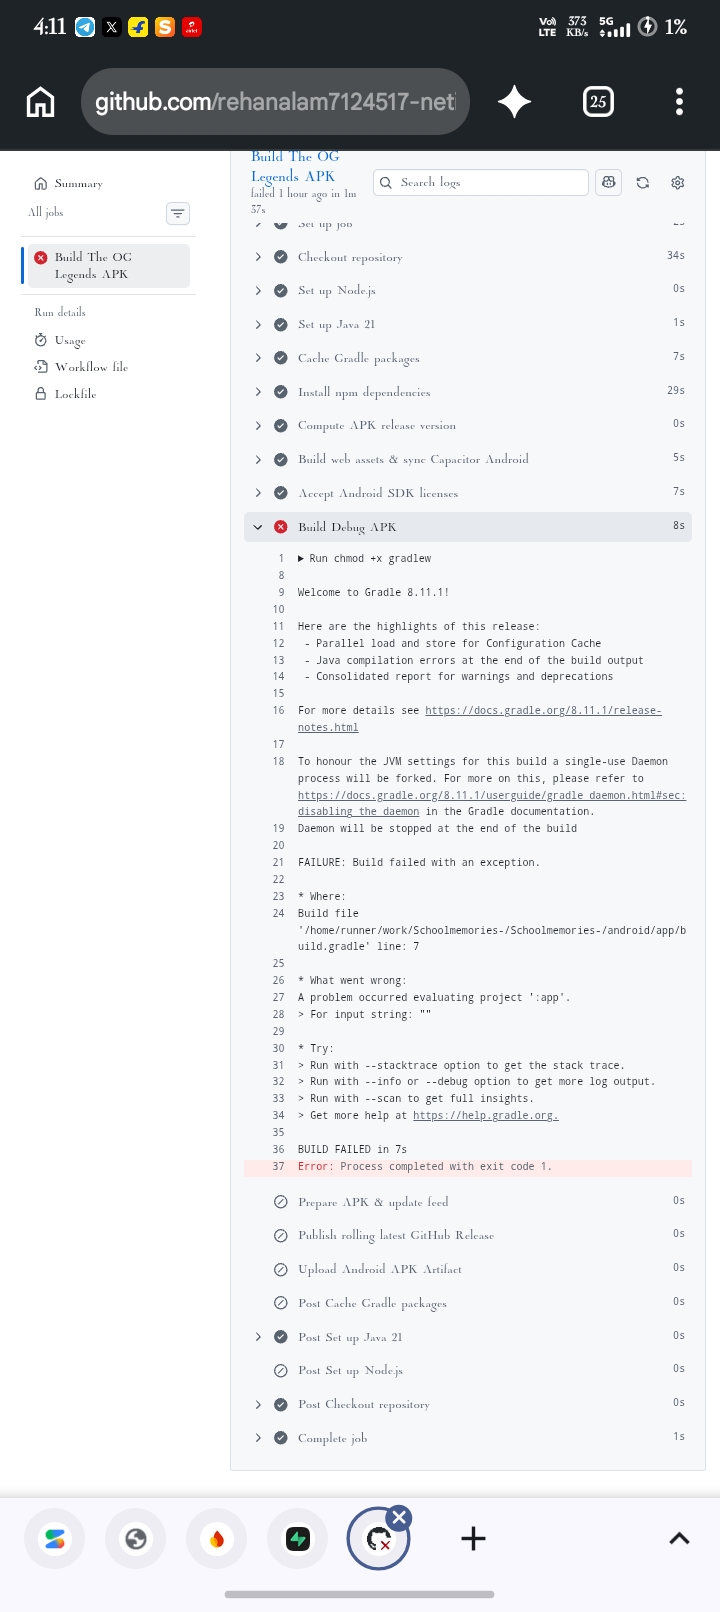 4:11
Vo)
LTE
373
KB/s
5G
1%
github.com/rehanalam7124517-net
25
Summary
All jobs
Build The OG
Legends APK
Run details
Usage
Workflow file
Lockfile
Build The OG
Legends APK
failed 1 hour ago in 1m
37s
Search logs
Set up job 2s
Checkout repository 34s
Set up Node.js 0s
Set up Java 21 1s
Cache Gradle packages 7s
Install npm dependencies 29s
Compute APK release version 0s
Build web assets & sync Capacitor Android 5s
Accept Android SDK licenses 7s
Build Debug APK 8s
1 Run chmod +x gradlew
8
9 Welcome to Gradle 8.11.1!
10
11 Here are the highlights of this release:
12 - Parallel load and store for Configuration Cache
13 - Java compilation errors at the end of the build output
14 - Consolidated report for warnings and deprecations
15
16 For more details see https://docs.gradle.org/8.11.1/release-
notes.html
17
18 To honour the JVM settings for this build a single-use Daemon
process will be forked. For more on this, please refer to
https://docs.gradle.org/8.11.1/userguide/gradle_daemon.html#sec:
disabling_the_daemon in the Gradle documentation.
19 Daemon will be stopped at the end of the build
20
21 FAILURE: Build failed with an exception.
22
23 * Where:
24 Build file
'/home/runner/work/Schoolmemories-/Schoolmemories-/android/app/b
uild.gradle' line: 7
25
26 * What went wrong:
27 A problem occurred evaluating project ':app'.
28 > For input string: ""
29
30 * Try:
31 > Run with --stacktrace option to get the stack trace.
32 > Run with --info or --debug option to get more log output.
33 > Run with --scan to get full insights.
34 > Get more help at https://help.gradle.org.
35
36 BUILD FAILED in 7s
37 Error: Process completed with exit code 1.
Prepare APK & update feed 0s
Publish rolling latest GitHub Release 0s
Upload Android APK Artifact 0s
Post Cache Gradle packages 0s
Post Set up Java 21 0s
Post Set up Node.js 0s
Post Checkout repository 0s
Complete job 1s